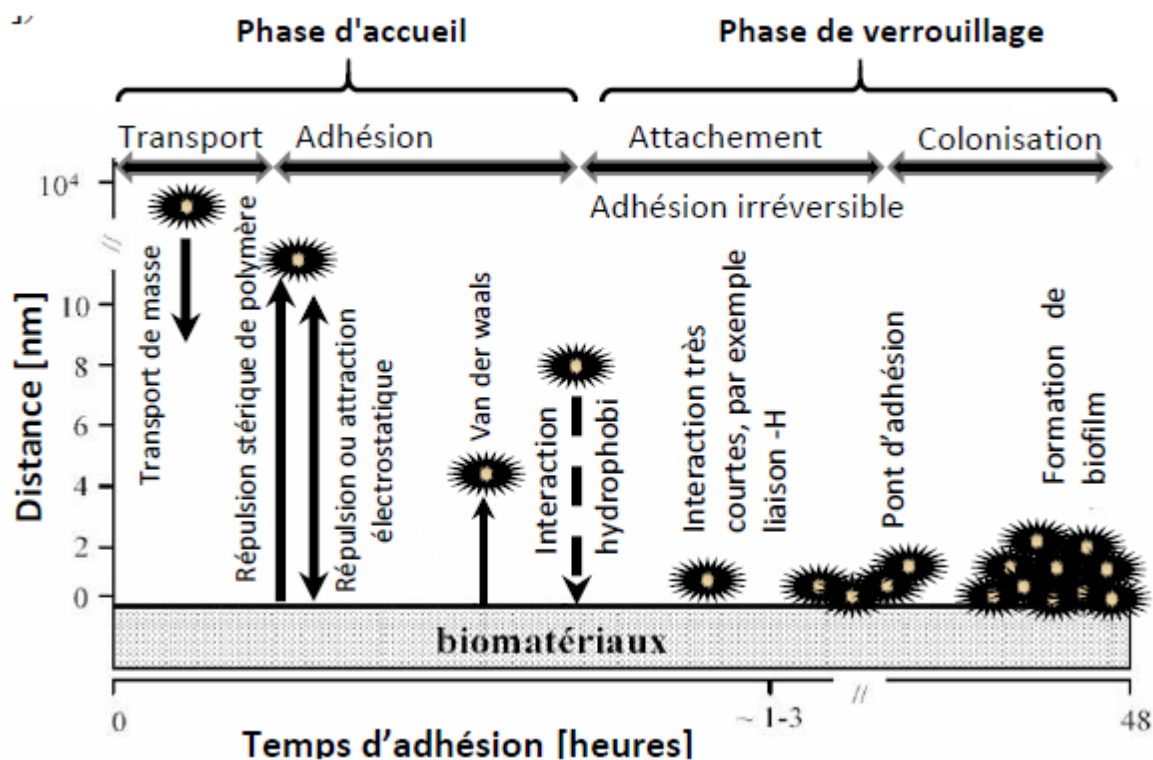 Phase d'accueil
Phase de verrouillage
Transport
Adhésion
Attachement
Colonisation
Adhésion irréversible
Distance [nm]
10⁴
//
10
8
6
4
2
0
Transport de masse
Répulsion stérique de polymère
Répulsion ou attraction
électrostatique
Van der waals
Interaction
hydrophobi
Interaction très
courtes, par exemple
liaison -H
Pont d'adhésion
Formation de
biofilm
biomatériaux
0
~ 1-3
//
48
Temps d'adhésion [heures]